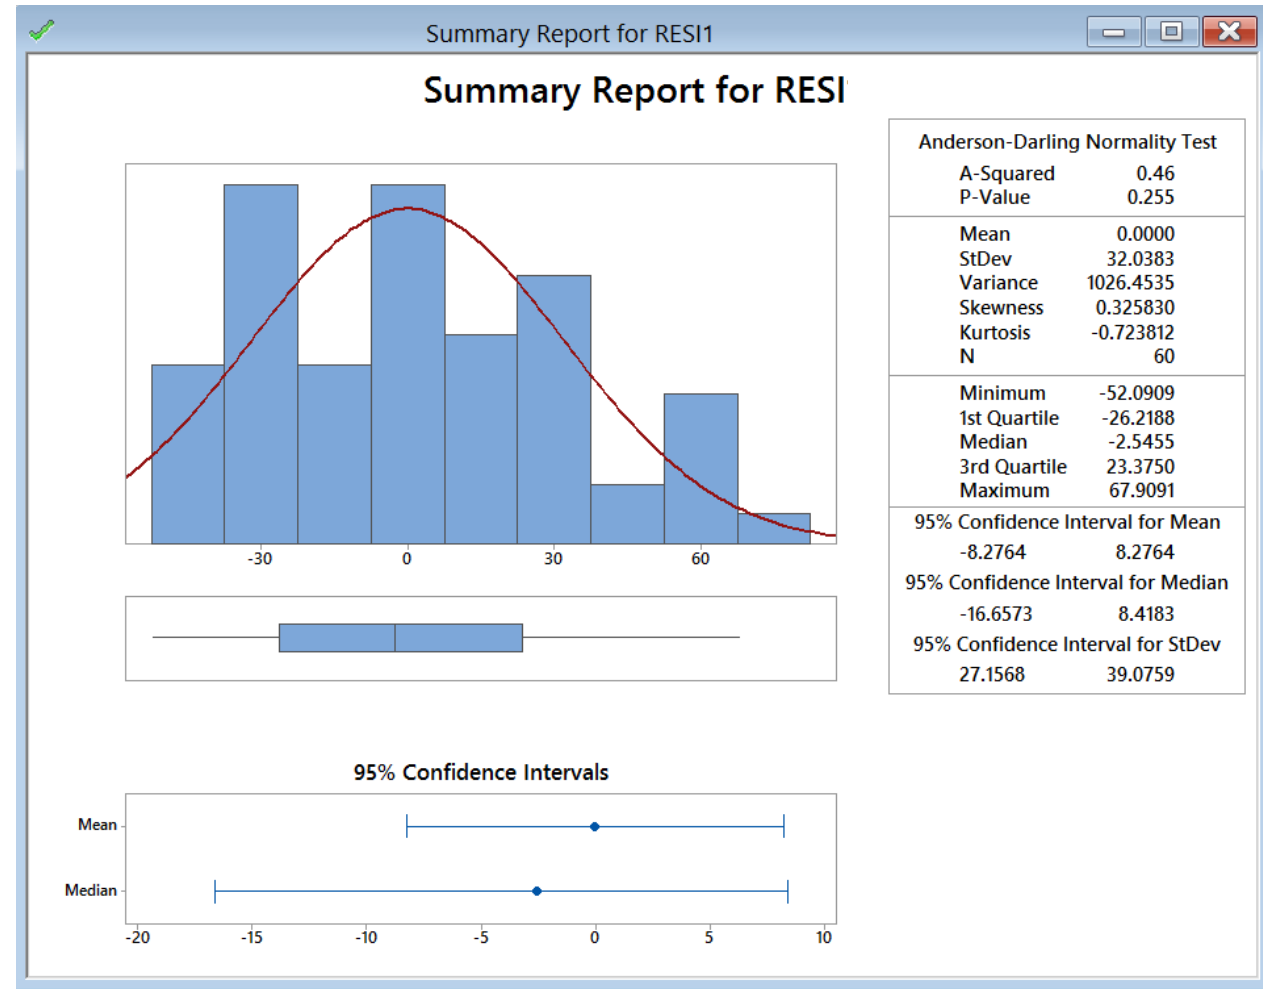 Summary Report for RESI1
Summary Report for RESI
Anderson-Darling Normality Test
A-Squared 0.46
P-Value 0.255
Mean 0.0000
StDev 32.0383
Variance 1026.4535
Skewness 0.325830
Kurtosis -0.723812
N 60
Minimum -52.0909
1st Quartile -26.2188
Median -2.5455
3rd Quartile 23.3750
Maximum 67.9091
95% Confidence Interval for Mean
-8.2764 8.2764
95% Confidence Interval for Median
-16.6573 8.4183
95% Confidence Interval for StDev
27.1568 39.0759
-30 0 30 60
95% Confidence Intervals
Mean
Median
-20 -15 -10 -5 0 5 10